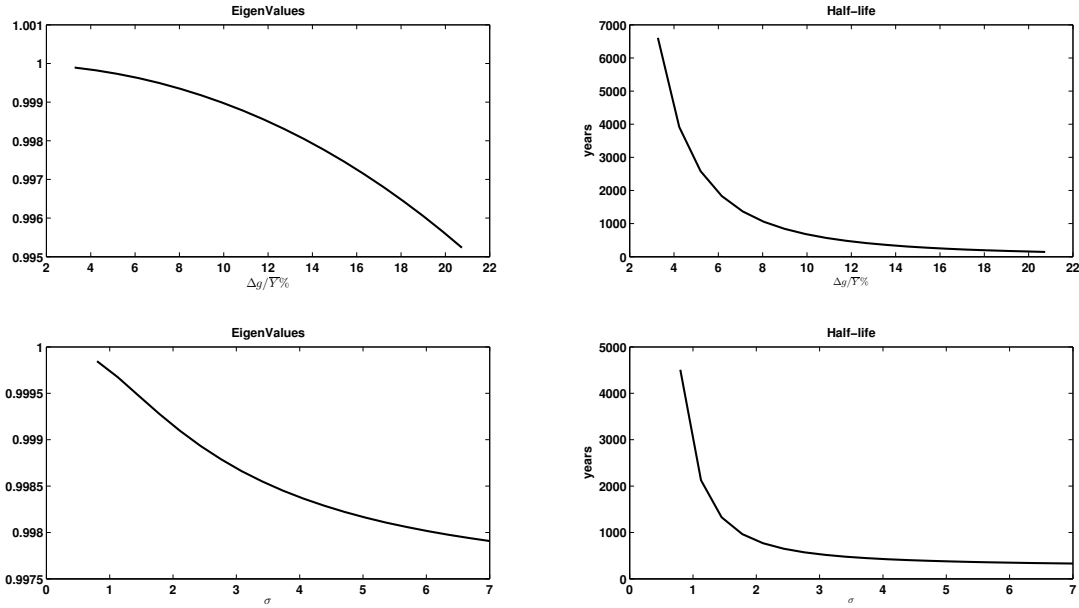 EigenValues
1.001
1
0.999
0.998
0.997
0.996
0.995
2 4 6 8 10 12 14 16 18 20 22
Δg/Y̅%
Half-life
7000
6000
5000
4000
3000
2000
1000
0
years
2 4 6 8 10 12 14 16 18 20 22
Δg/Y̅%
EigenValues
1
0.9995
0.999
0.9985
0.998
0.9975
0 1 2 3 4 5 6 7
σ
Half-life
5000
4000
3000
2000
1000
0
years
0 1 2 3 4 5 6 7
σ